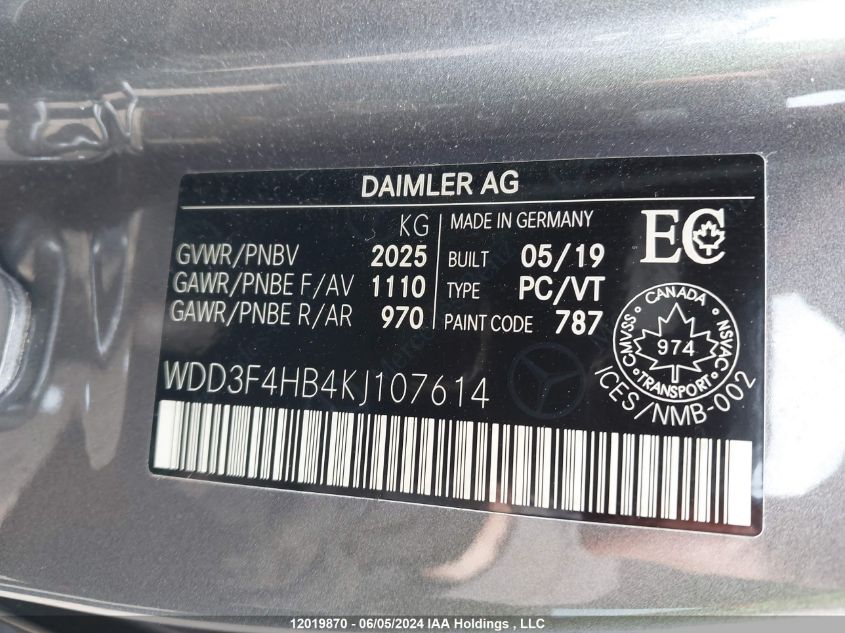 DAIMLER AG
KG
GVWR/PNBV 2025
GAWR/PNBE F/AV 1110
GAWR/PNBE R/AR 970
MADE IN GERMANY
BUILT 05/19
TYPE PC/VT
PAINT CODE 787
EC
CANADA
CMVSS/NSVAC
974
TRANSPORT
ICES/NMB-002
WDD3F4HB4KJ107614
12019870 - 06/05/2024 IAA Holdings , LLC